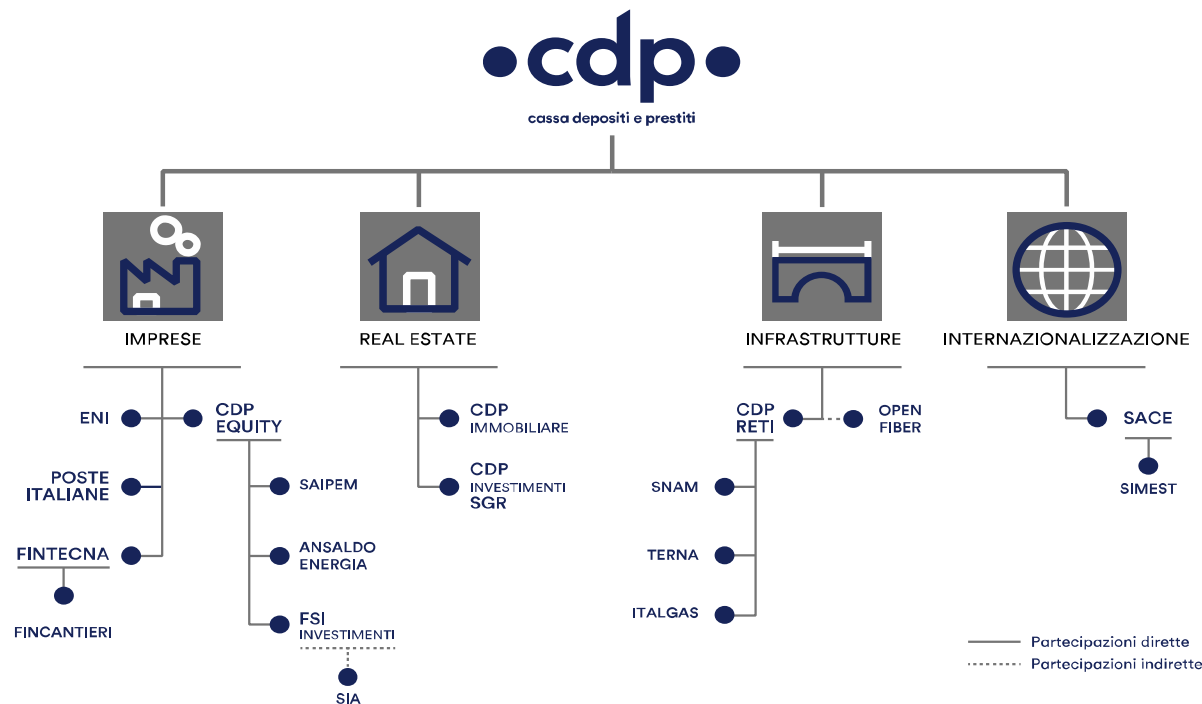 cdp
cassa depositi e prestiti
IMPRESE
REAL ESTATE
INFRASTRUTTURE
INTERNAZIONALIZZAZIONE
ENI
CDP
EQUITY
POSTE
ITALIANE
SAIPEM
FINTECNA
ANSALDO
ENERGIA
FINCANTIERI
FSI
INVESTIMENTI
SIA
CDP
IMMOBILIARE
CDP
INVESTIMENTI
SGR
CDP
RETI
OPEN
FIBER
SNAM
TERNA
ITALGAS
SACE
SIMEST
Partecipazioni dirette
Partecipazioni indirette